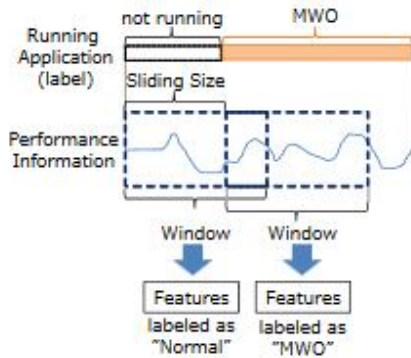 not running
MWO
Running
Application
(label)
Sliding Size
Performance
Information
Window
Window
Features
Features
labeled as
"Normal"
labeled as
"MWO"